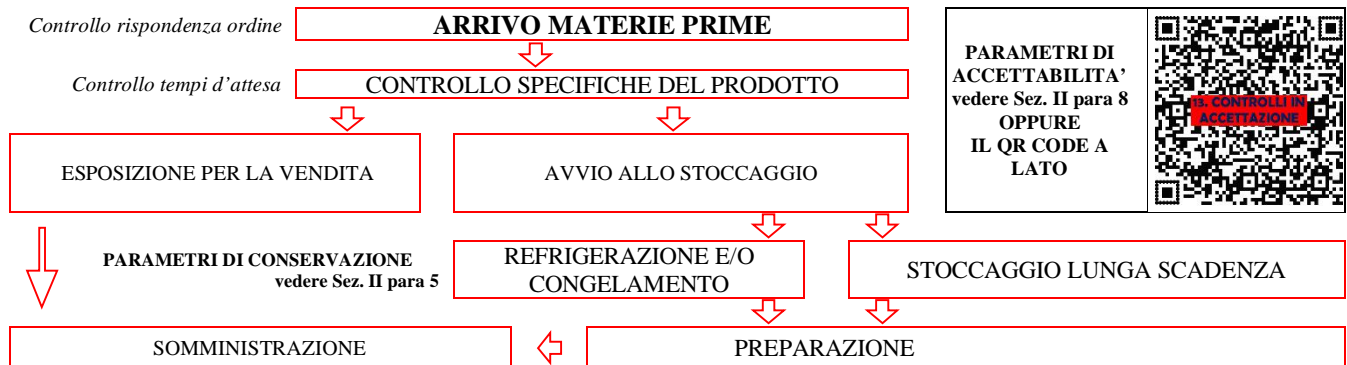 Controllo rispondenza ordine
ARRIVO MATERIE PRIME
Controllo tempi d'attesa
CONTROLLO SPECIFICHE DEL PRODOTTO
PARAMETRI DI
ACCETTABILITA'
vedere Sez. II para 8
OPPURE
IL QR CODE A
LATO
13. CONTROLLI IN
ACCETTAZIONE
ESPOSIZIONE PER LA VENDITA
AVVIO ALLO STOCCAGGIO
PARAMETRI DI CONSERVAZIONE
vedere Sez. II para 5
REFRIGERAZIONE E/O
CONGELAMENTO
STOCCAGGIO LUNGA SCADENZA
SOMMINISTRAZIONE
PREPARAZIONE